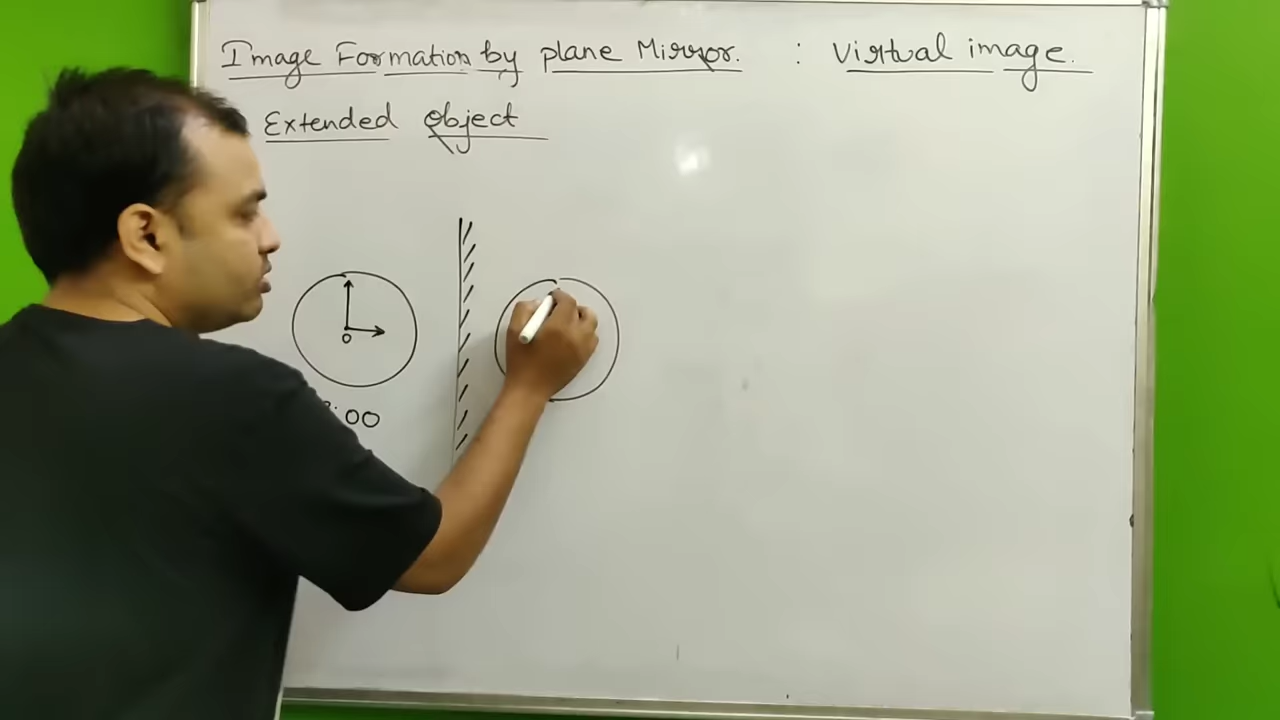 Image Formation by plane Mirror. : Virtual image.
Extended object
O
:00